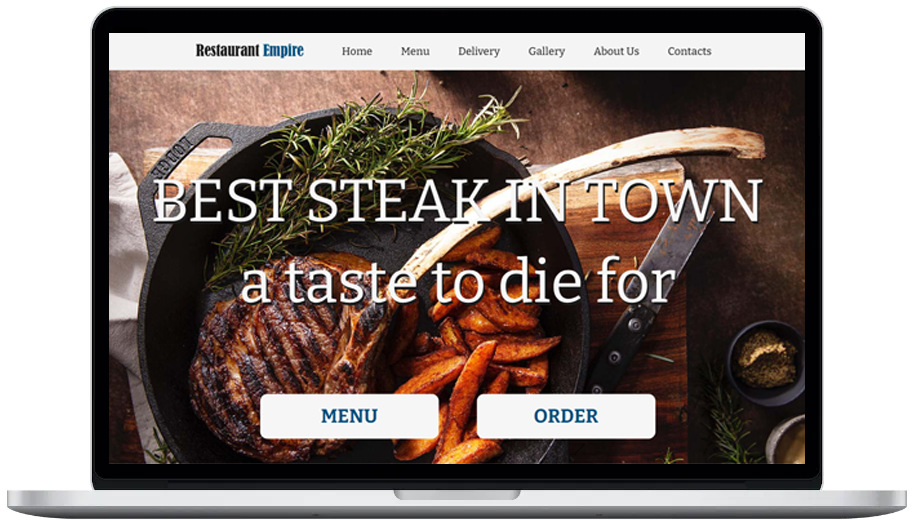 Restaurant Empire Home Menu Delivery Gallery About Us Contacts
LODGE
BEST STEAK IN TOWN
a taste to die for
MENU ORDER